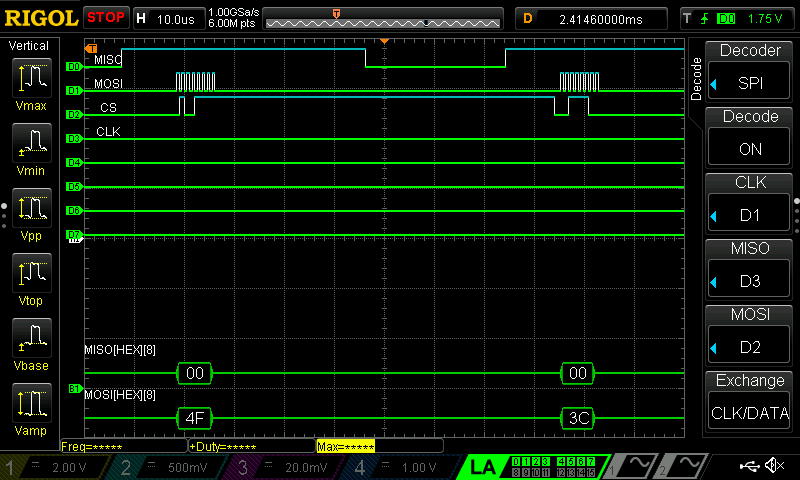 RIGOL STOP H 10.0us 1.00GSa/s 6.00M pts T D 2.41460000ms T D0 1.75 V
Vertical
Vmax
Vmin
Vpp
Vtop
Vbase
Vamp
T
D0 MISO
D1 MOSI
D2 CS
D3 CLK
D4
D5
D6
D7
MISO[HEX][8]
00 00
B1 MOSI[HEX][8]
4F 3C
Freq=***** +Duty=***** Max=*****
Decode
Decoder
SPI
Decode
ON
CLK
D1
MISO
D3
MOSI
D2
Exchange
CLK/DATA
1 = 2.00 V 2 = 500mV 3 = 20.0mV 4 = 1.00 V LA 0 1 2 3 4 5 6 7 8 9 10 11 12 13 14 15 1 2